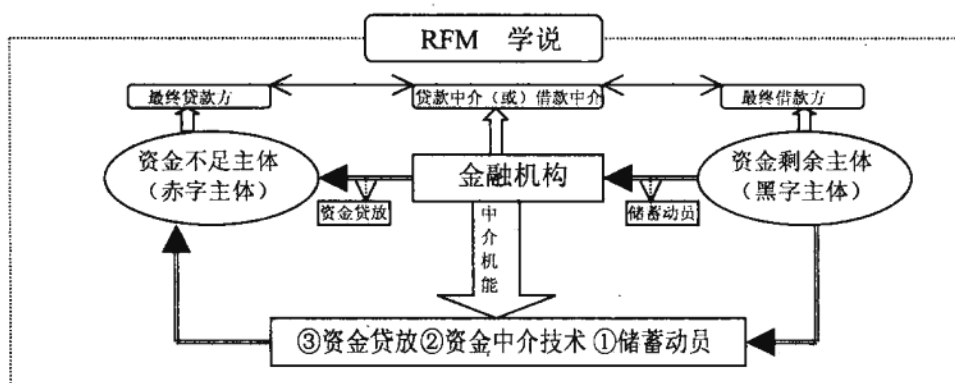 RFM 学说
最终贷款方
贷款中介（或）借款中介
最终借款方
资金不足主体
（赤字主体）
金融机构
资金剩余主体
（黑字主体）
资金贷放
储蓄动员
中介机能
③资金贷放②资金中介技术 ①储蓄动员